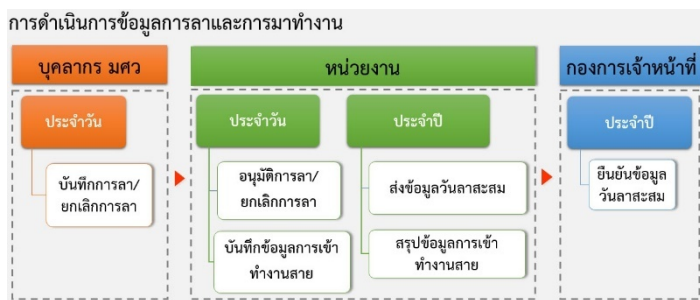 การดำเนินการข้อมูลการลาและการมาทำงาน
บุคลากร มศว
หน่วยงาน
กองการเจ้าหน้าที่
ประจำวัน
ประจำวัน
ประจำปี
ประจำปี
บันทึกการลา/
ยกเลิกการลา
อนุมัติการลา/
ยกเลิกการลา
ส่งข้อมูลวันลาสะสม
ยืนยันข้อมูล
วันลาสะสม
บันทึกข้อมูลการเข้า
ทำงานสาย
สรุปข้อมูลการเข้า
ทำงานสาย